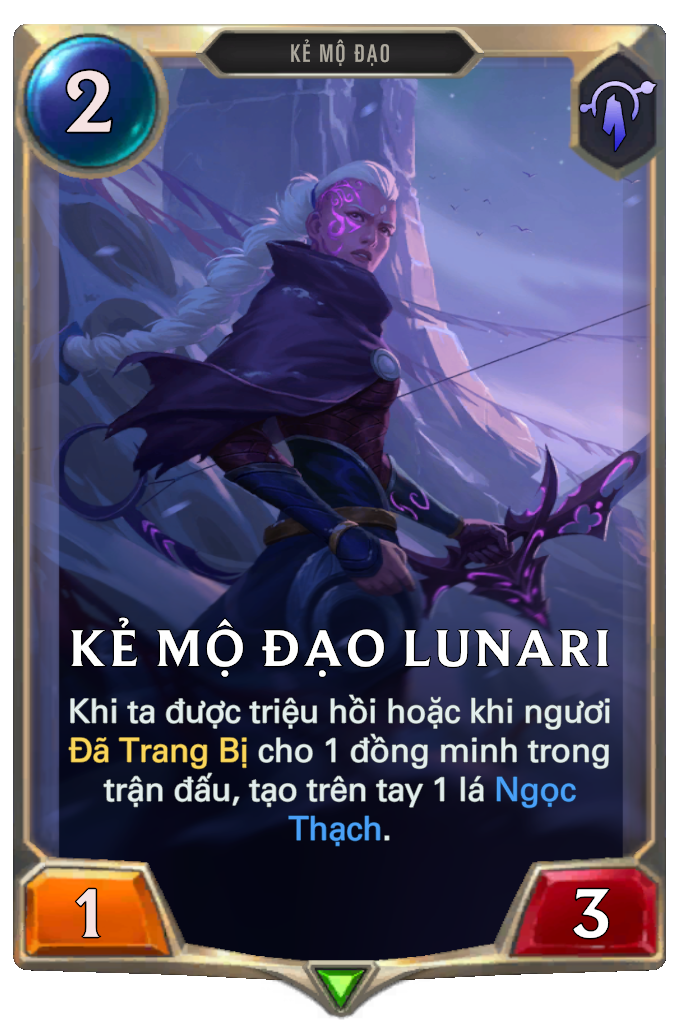 2
KẺ MỘ ĐẠO
KẺ MỘ ĐẠO LUNARI
Khi ta được triệu hồi hoặc khi ngươi
Đã Trang Bị cho 1 đồng minh trong
trận đấu, tạo trên tay 1 lá Ngọc
Thạch.
1
3